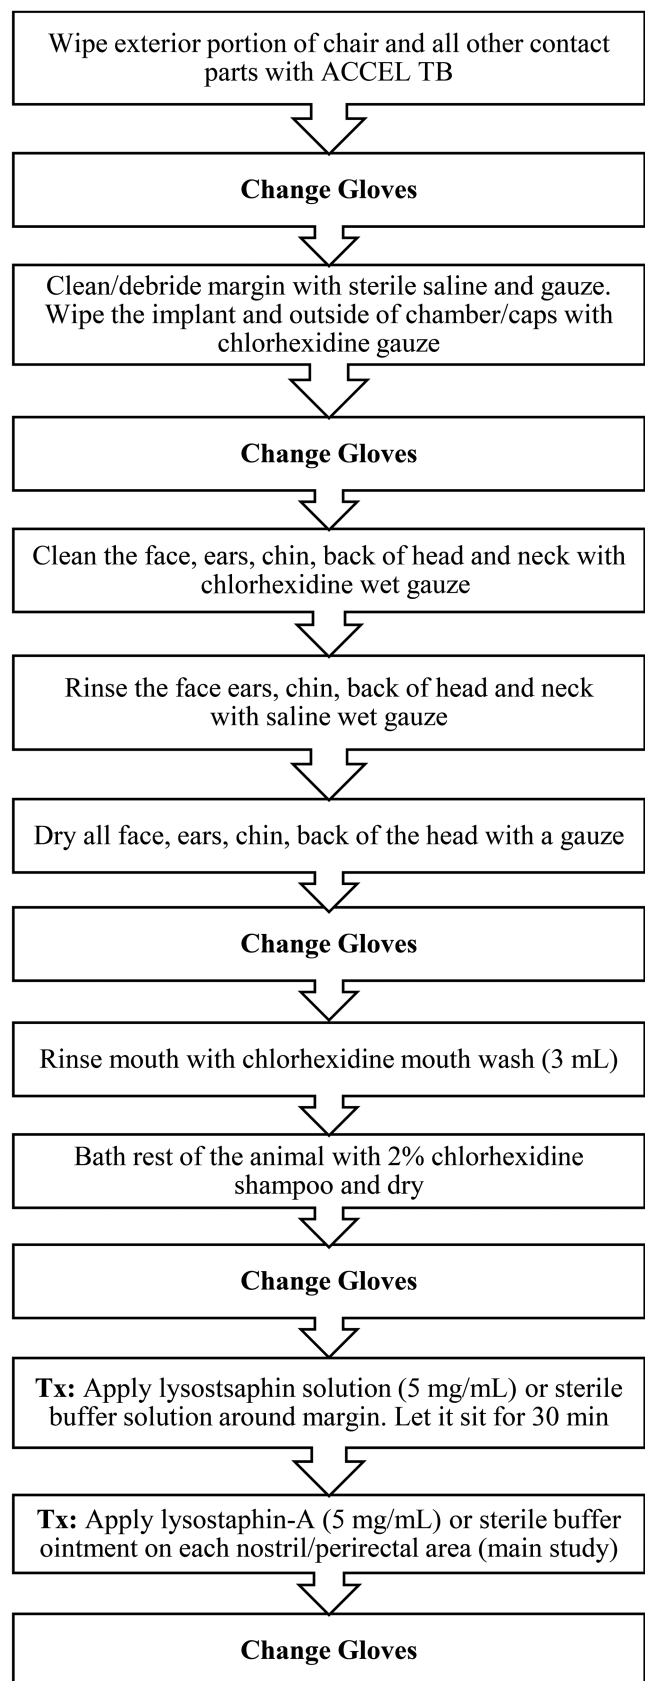 Wipe exterior portion of chair and all other contact
parts with ACCEL TB
Change Gloves
Clean/debride margin with sterile saline and gauze.
Wipe the implant and outside of chamber/caps with
chlorhexidine gauze
Change Gloves
Clean the face, ears, chin, back of head and neck with
chlorhexidine wet gauze
Rinse the face ears, chin, back of head and neck
with saline wet gauze
Dry all face, ears, chin, back of the head with a gauze
Change Gloves
Rinse mouth with chlorhexidine mouth wash (3 mL)
Bath rest of the animal with 2% chlorhexidine
shampoo and dry
Change Gloves
Tx: Apply lysostsaphin solution (5 mg/mL) or sterile
buffer solution around margin. Let it sit for 30 min
Tx: Apply lysostaphin-A (5 mg/mL) or sterile buffer
ointment on each nostril/perirectal area (main study)
Change Gloves